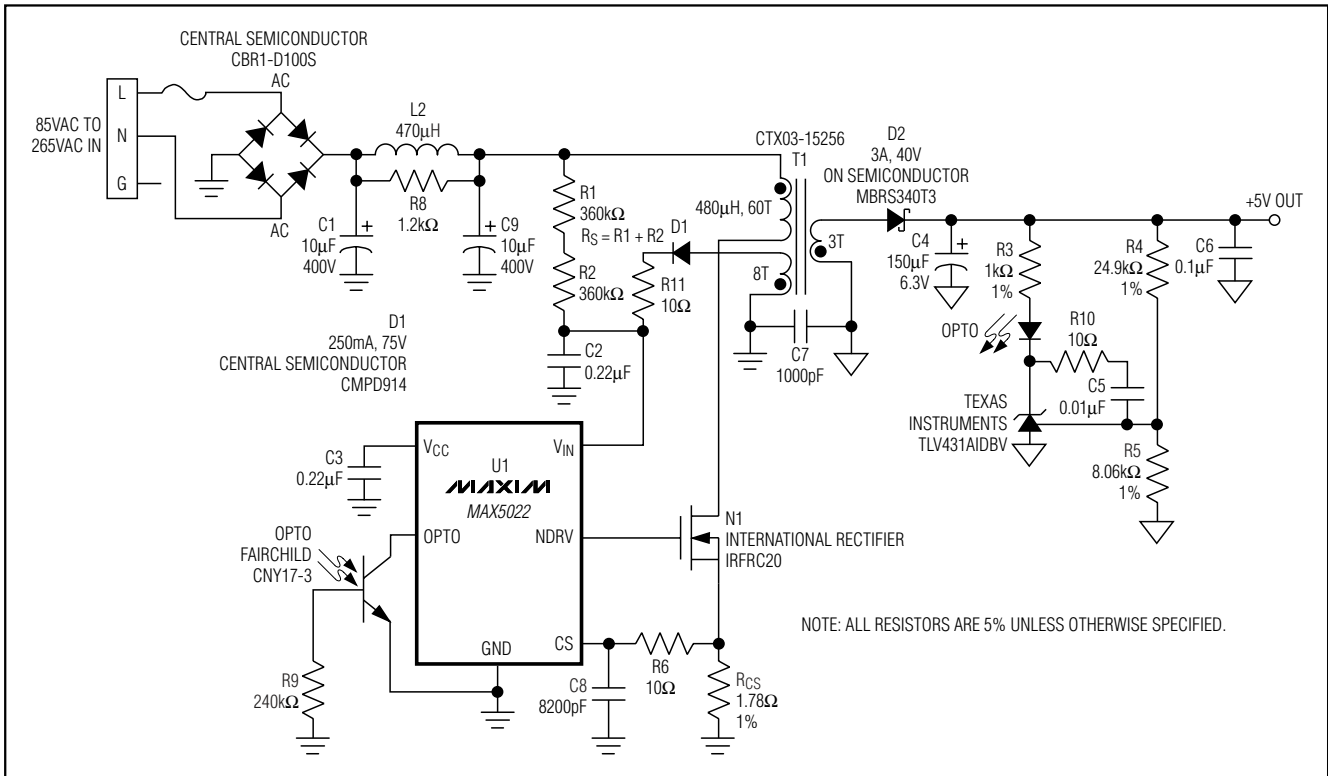 CENTRAL SEMICONDUCTOR
CBR1-D100S
AC
L
N
G
85VAC TO
265VAC IN
AC
L2
470μH
R8
1.2kΩ
C1
10μF
400V
+
C9
10μF
400V
+
R1
360kΩ
RS = R1 + R2
R2
360kΩ
D1
R11
10Ω
CTX03-15256
T1
480μH, 60T
8T
3T
D2
3A, 40V
ON SEMICONDUCTOR
MBRS340T3
+5V OUT
C4
150μF
6.3V
+
R3
1kΩ
1%
R4
24.9kΩ
1%
C6
0.1μF
OPTO
R10
10Ω
C5
0.01μF
TEXAS
INSTRUMENTS
TLV431AIDBV
R5
8.06kΩ
1%
C7
1000pF
D1
250mA, 75V
CENTRAL SEMICONDUCTOR
CMPD914
C2
0.22μF
C3
0.22μF
VCC
VIN
U1
MAXIM
MAX5022
OPTO
NDRV
GND
CS
OPTO
FAIRCHILD
CNY17-3
R9
240kΩ
N1
INTERNATIONAL RECTIFIER
IRFRC20
R6
10Ω
C8
8200pF
RCS
1.78Ω
1%
NOTE: ALL RESISTORS ARE 5% UNLESS OTHERWISE SPECIFIED.